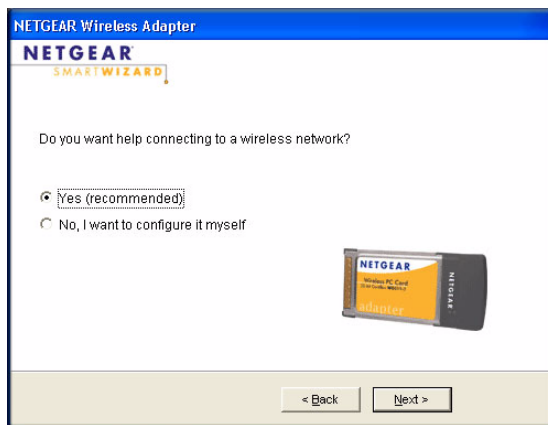 NETGEAR Wireless Adapter
NETGEAR
SMARTWIZARD
Do you want help connecting to a wireless network?
Yes (recommended)
No, I want to configure it myself
NETGEAR
Wireless PC Card
NETGEAR
adapter
< Back
Next >